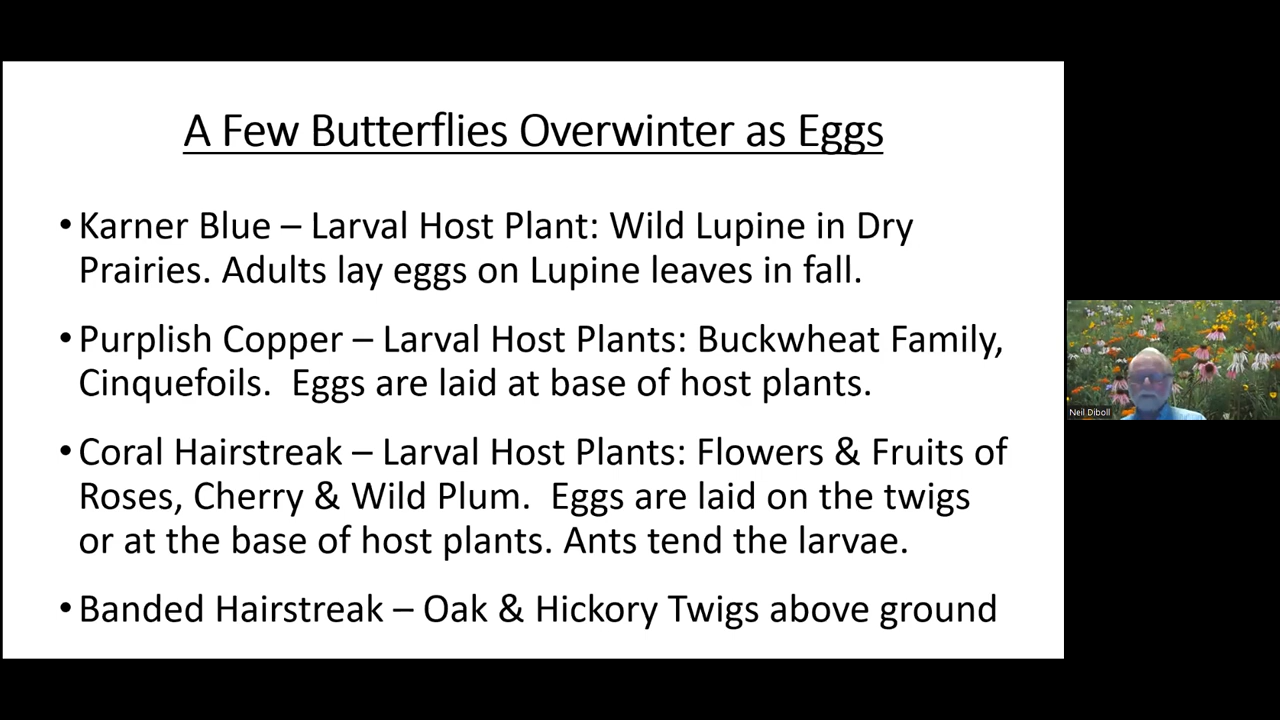 A Few Butterflies Overwinter as Eggs
•Karner Blue – Larval Host Plant: Wild Lupine in Dry
Prairies. Adults lay eggs on Lupine leaves in fall.
•Purplish Copper – Larval Host Plants: Buckwheat Family,
Cinquefoils.  Eggs are laid at base of host plants.
•Coral Hairstreak – Larval Host Plants: Flowers & Fruits of
Roses, Cherry & Wild Plum.  Eggs are laid on the twigs
or at the base of host plants. Ants tend the larvae.
•Banded Hairstreak – Oak & Hickory Twigs above ground
Neil Diboll